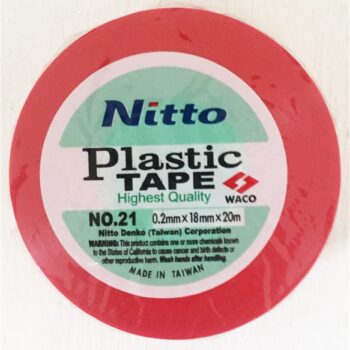 Nitto
Plastic
TAPE
Highest Quality
WACO
NO.21 0.2mm×18mm×20m
Nitto Denko (Taiwan) Corporation
WARNING: This product contains one or more chemicals known
to the States of California to cause cancer and birth defects or
other reproductive harm. Wash hands after handling.
MADE IN TAIWAN